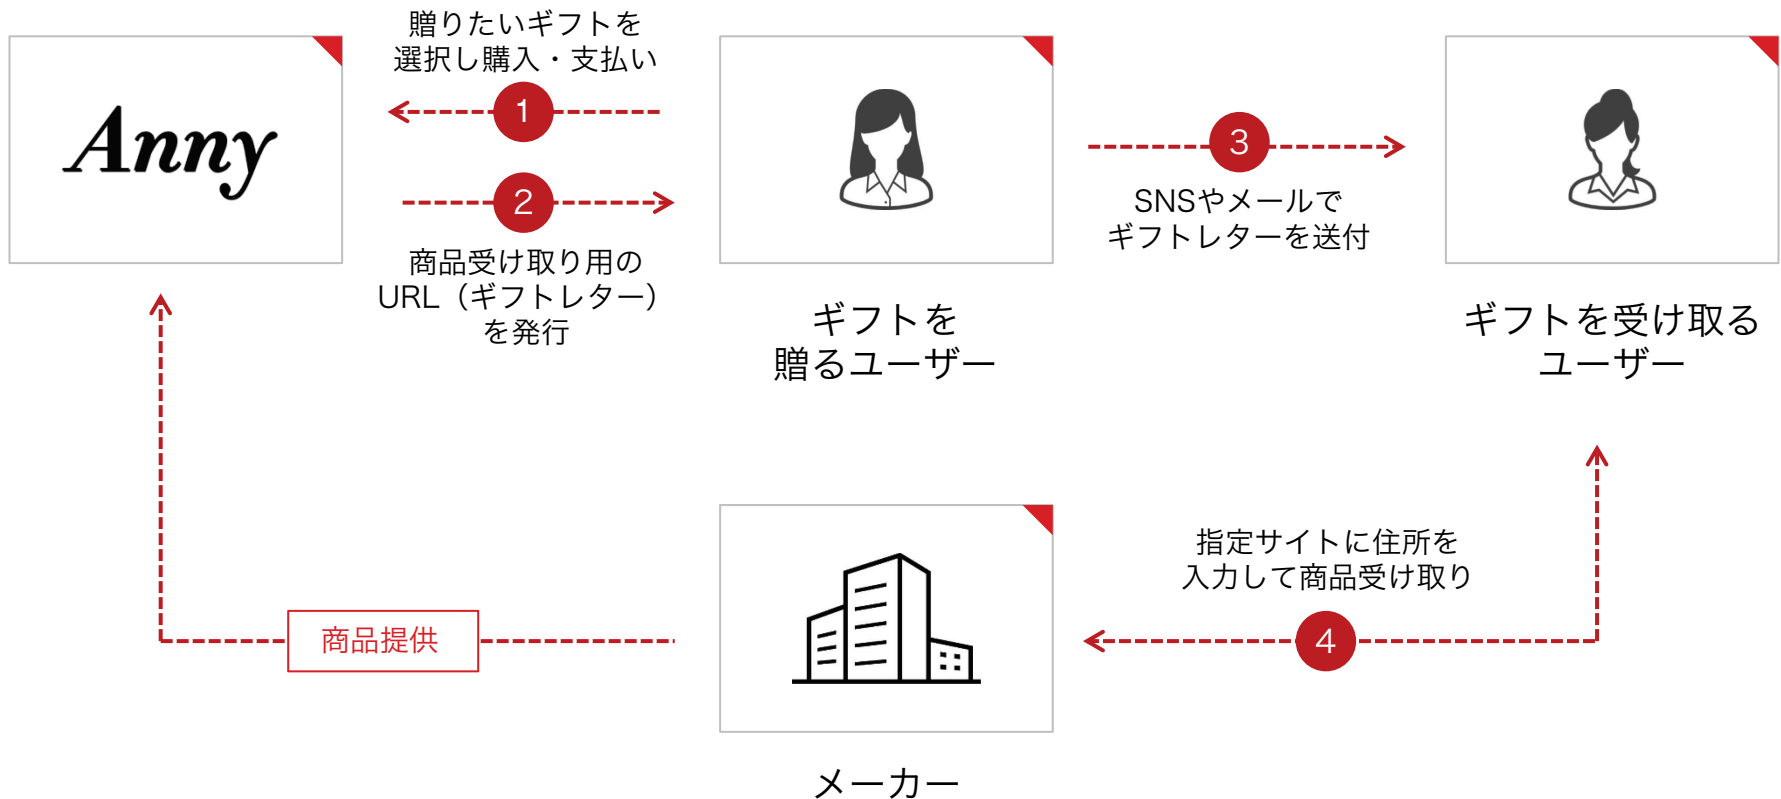 贈りたいギフトを
選択し購入・支払い
Anny
1
2
商品受け取り用の
URL（ギフトレター）
を発行
ギフトを
贈るユーザー
3
SNSやメールで
ギフトレターを送付
ギフトを受け取る
ユーザー
指定サイトに住所を
入力して商品受け取り
4
商品提供
メーカー